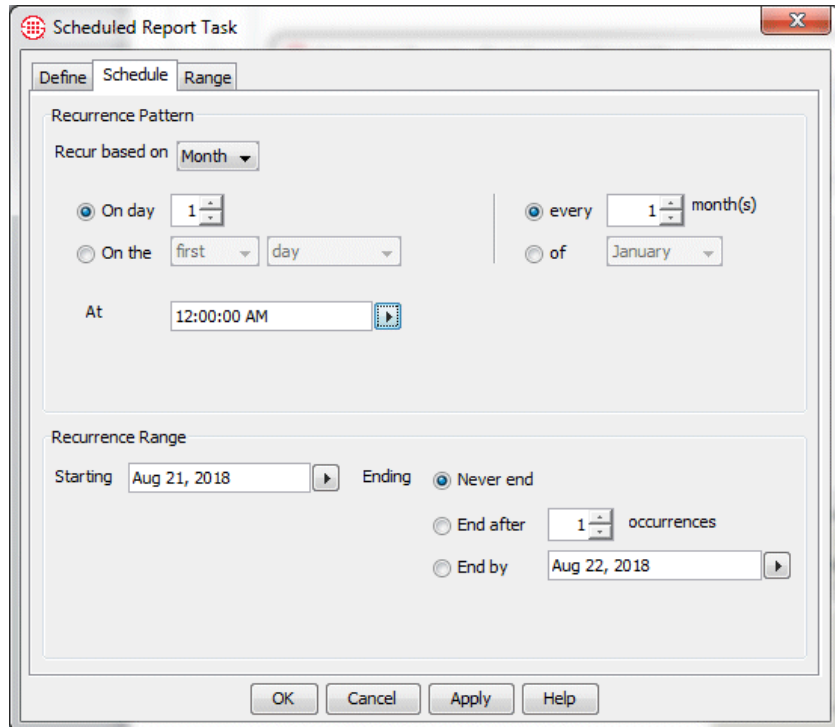 Scheduled Report Task
Define Schedule Range
Recurrence Pattern
Recur based on Month
On day 1 every 1 month(s)
On the first day of January
At 12:00:00 AM
Recurrence Range
Starting Aug 21, 2018 Ending Never end
End after 1 occurrences
End by Aug 22, 2018
OK Cancel Apply Help